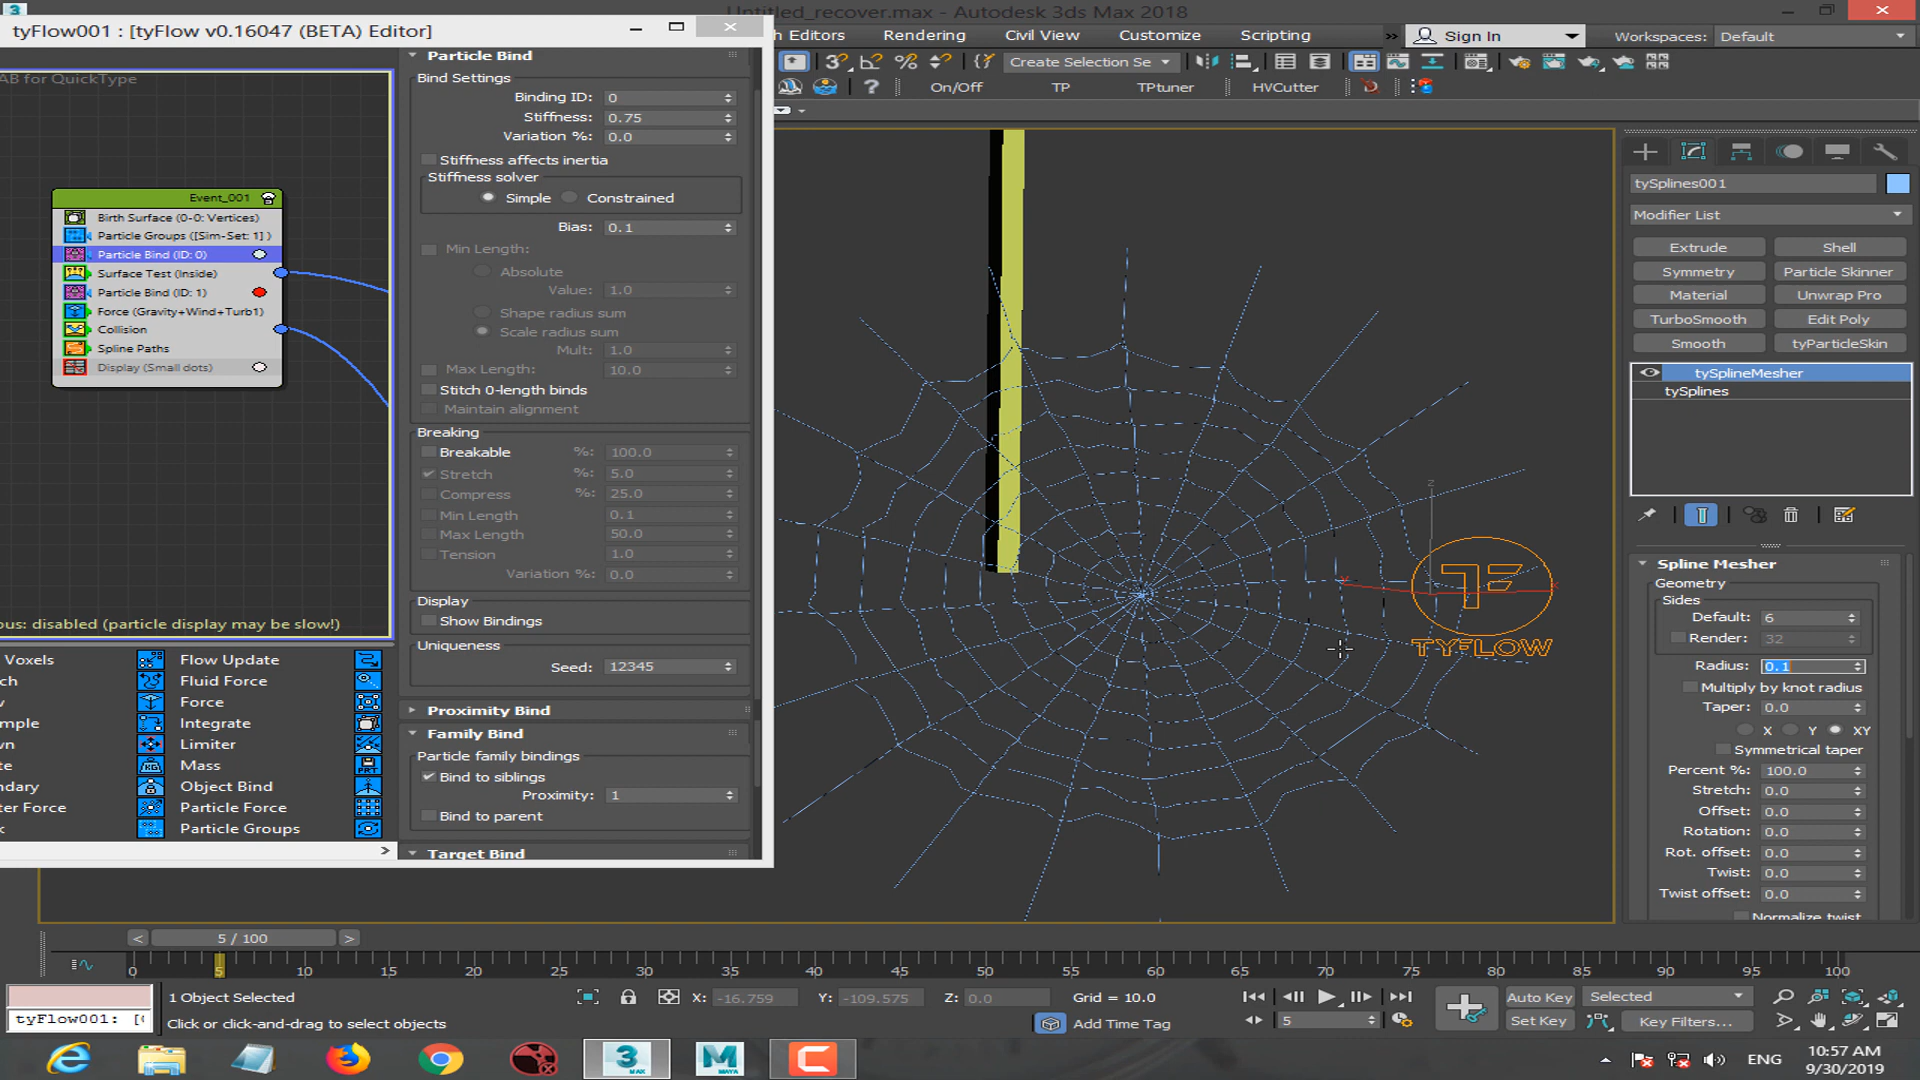 Untitled_recover.max - Autodesk 3ds Max 2018
tyFlow001 : [tyFlow v0.16047 (BETA) Editor]
h Editors
Rendering
Civil View
Customize
Scripting
Sign In
Workspaces:
Default
Create Selection Se
On/Off
TP
TPtuner
HVCutter
AB for QuickType
Event_001
Birth Surface (0-0: Vertices)
Particle Groups ([Sim-Set: 1] )
Particle Bind (ID: 0)
Surface Test (Inside)
Particle Bind (ID: 1)
Force (Gravity+Wind+Turb1)
Collision
Spline Paths
Display (Small dots)
ous: disabled (particle display may be slow!)
Voxels
Flow Update
ch
Fluid Force
w
Force
mple
Integrate
wn
Limiter
te
Mass
ndary
Object Bind
ter Force
Particle Force
k
Particle Groups
Particle Bind
Bind Settings
Binding ID: 0
Stiffness: 0.75
Variation %: 0.0
Stiffness affects inertia
Stiffness solver
Simple
Constrained
Bias: 0.1
Min Length:
Absolute
Value: 1.0
Shape radius sum
Scale radius sum
Mult: 1.0
Max Length: 10.0
Stitch 0-length binds
Maintain alignment
Breaking
Breakable %: 100.0
Stretch %: 5.0
Compress %: 25.0
Min Length 0.1
Max Length 50.0
Tension 1.0
Variation %: 0.0
Display
Show Bindings
Uniqueness
Seed: 12345
Proximity Bind
Family Bind
Particle family bindings
Bind to siblings
Proximity: 1
Bind to parent
Target Bind
TYFLOW
tySplines001
Modifier List
Extrude
Shell
Symmetry
Particle Skinner
Material
Unwrap Pro
TurboSmooth
Edit Poly
Smooth
tyParticleSkin
tySplineMesher
tySplines
Spline Mesher
Geometry
Sides
Default: 6
Render: 32
Radius: 0.1
Multiply by knot radius
Taper: 0.0
X
Y
XY
Symmetrical taper
Percent %: 100.0
Stretch: 0.0
Offset: 0.0
Rotation: 0.0
Rot. offset: 0.0
Twist: 0.0
Twist offset: 0.0
Normalize twist
5 / 100
0 5 10 15 20 25 30 35 40 45 50 55 60 65 70 75 80 85 90 95 100
1 Object Selected
X: -16.759
Y: -109.575
Z: 0.0
Grid = 10.0
Auto Key
Selected
tyFlow001: [
Click or click-and-drag to select objects
Add Time Tag
5
Set Key
Key Filters...
3
MAX
M
MAYA
C
ENG
10:57 AM
9/30/2019